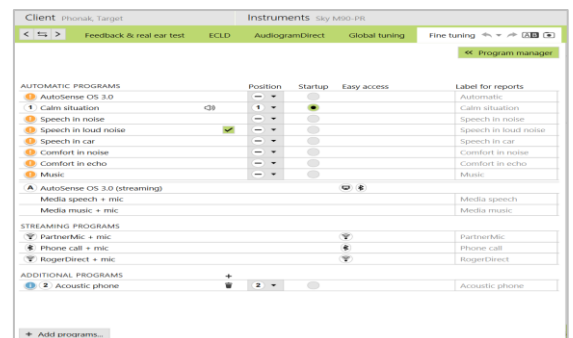 Client Phonak, Target Instruments Sky M90-PR
Feedback & real ear test ECLD AudiogramDirect Global tuning Fine tuning AB
Program manager
AUTOMATIC PROGRAMS Position Startup Easy access Label for reports
AutoSense OS 3.0 Automatic
1 Calm situation 1 Calm situation
Speech in noise Speech in noise
Speech in loud noise Speech in loud noise
Speech in car Speech in car
Comfort in noise Comfort in noise
Comfort in echo Comfort in echo
Music Music
A AutoSense OS 3.0 (streaming)
Media speech + mic Media speech
Media music + mic Media music
STREAMING PROGRAMS
PartnerMic + mic PartnerMic
Phone call + mic Phone call
RogerDirect + mic RogerDirect
ADDITIONAL PROGRAMS +
2 Acoustic phone 2 Acoustic phone
+ Add programs...